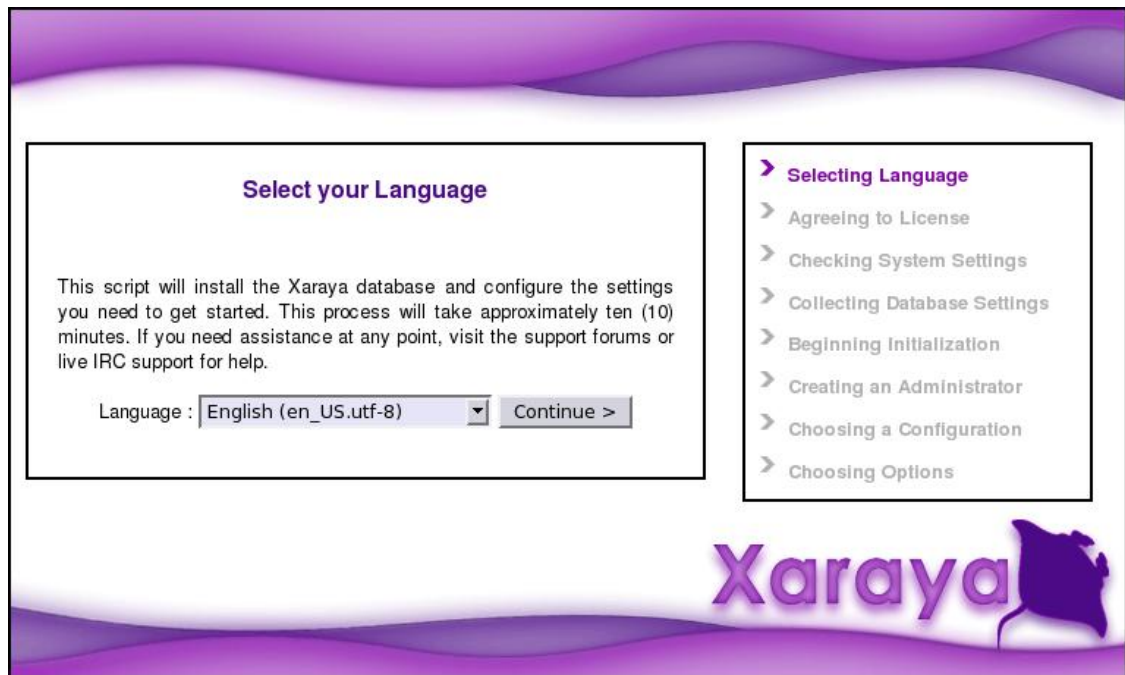 Select your Language
This script will install the Xaraya database and configure the settings
you need to get started. This process will take approximately ten (10)
minutes. If you need assistance at any point, visit the support forums or
live IRC support for help.
Language : English (en_US.utf-8) Continue >
Selecting Language
Agreeing to License
Checking System Settings
Collecting Database Settings
Beginning Initialization
Creating an Administrator
Choosing a Configuration
Choosing Options
Xaraya